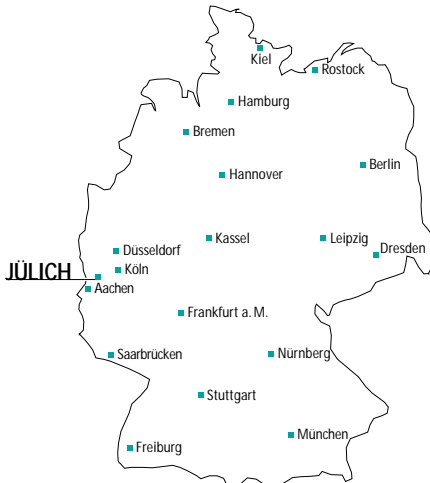 Kiel
Rostock
Hamburg
Bremen
Berlin
Hannover
Kassel
Leipzig
Düsseldorf
Dresden
JÜLICH
Köln
Aachen
Frankfurt a. M.
Saarbrücken
Nürnberg
Stuttgart
München
Freiburg